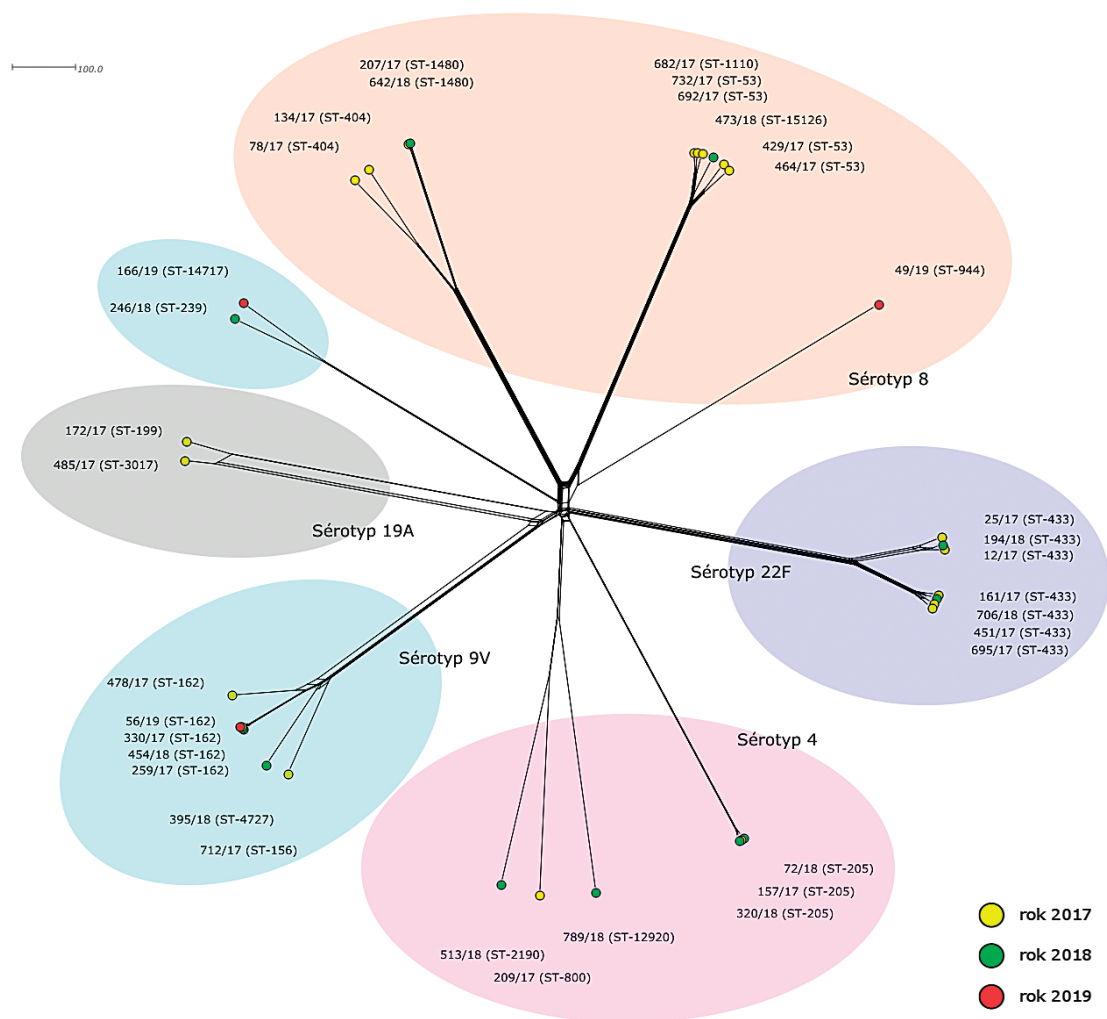 100.0
207/17 (ST-1480)
642/18 (ST-1480)
134/17 (ST-404)
78/17 (ST-404)
682/17 (ST-1110)
732/17 (ST-53)
692/17 (ST-53)
473/18 (ST-15126)
429/17 (ST-53)
464/17 (ST-53)
49/19 (ST-944)
Sérotyp 8
166/19 (ST-14717)
246/18 (ST-239)
172/17 (ST-199)
485/17 (ST-3017)
Sérotyp 19A
25/17 (ST-433)
194/18 (ST-433)
12/17 (ST-433)
Sérotyp 22F
161/17 (ST-433)
706/18 (ST-433)
451/17 (ST-433)
695/17 (ST-433)
Sérotyp 9V
478/17 (ST-162)
56/19 (ST-162)
330/17 (ST-162)
454/18 (ST-162)
259/17 (ST-162)
395/18 (ST-4727)
712/17 (ST-156)
Sérotyp 4
72/18 (ST-205)
157/17 (ST-205)
320/18 (ST-205)
789/18 (ST-12920)
513/18 (ST-2190)
209/17 (ST-800)
rok 2017
rok 2018
rok 2019